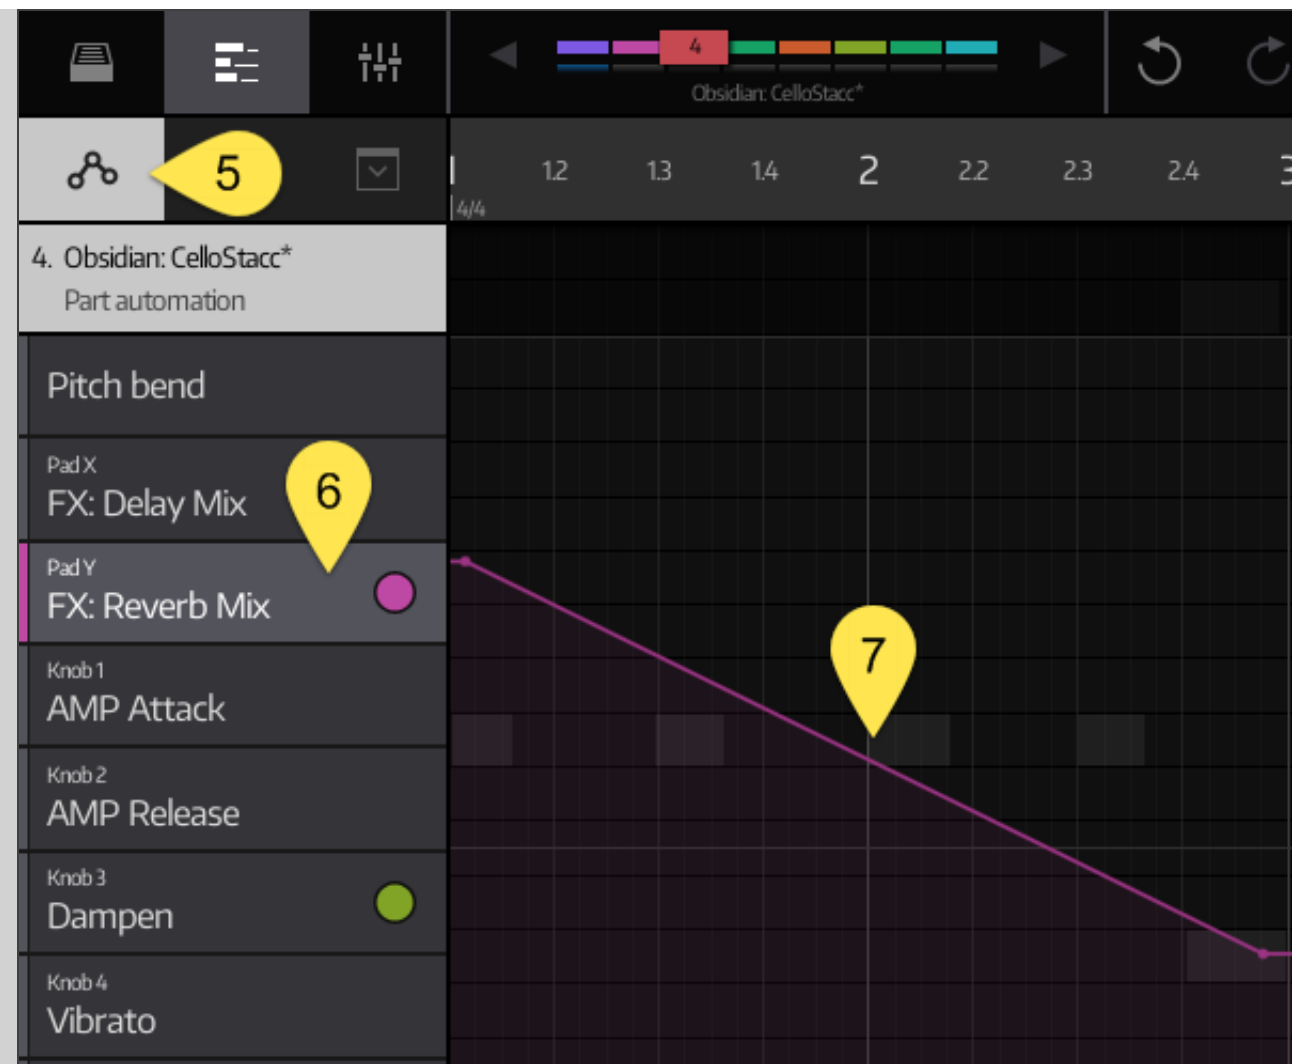 4
Obsidian: CelloStacc*
5
1.2 1.3 1.4 2 2.2 2.3 2.4 3
4/4
4. Obsidian: CelloStacc*
Part automation
Pitch bend
Pad X
FX: Delay Mix
6
Pad Y
FX: Reverb Mix
7
Knob 1
AMP Attack
Knob 2
AMP Release
Knob 3
Dampen
Knob 4
Vibrato